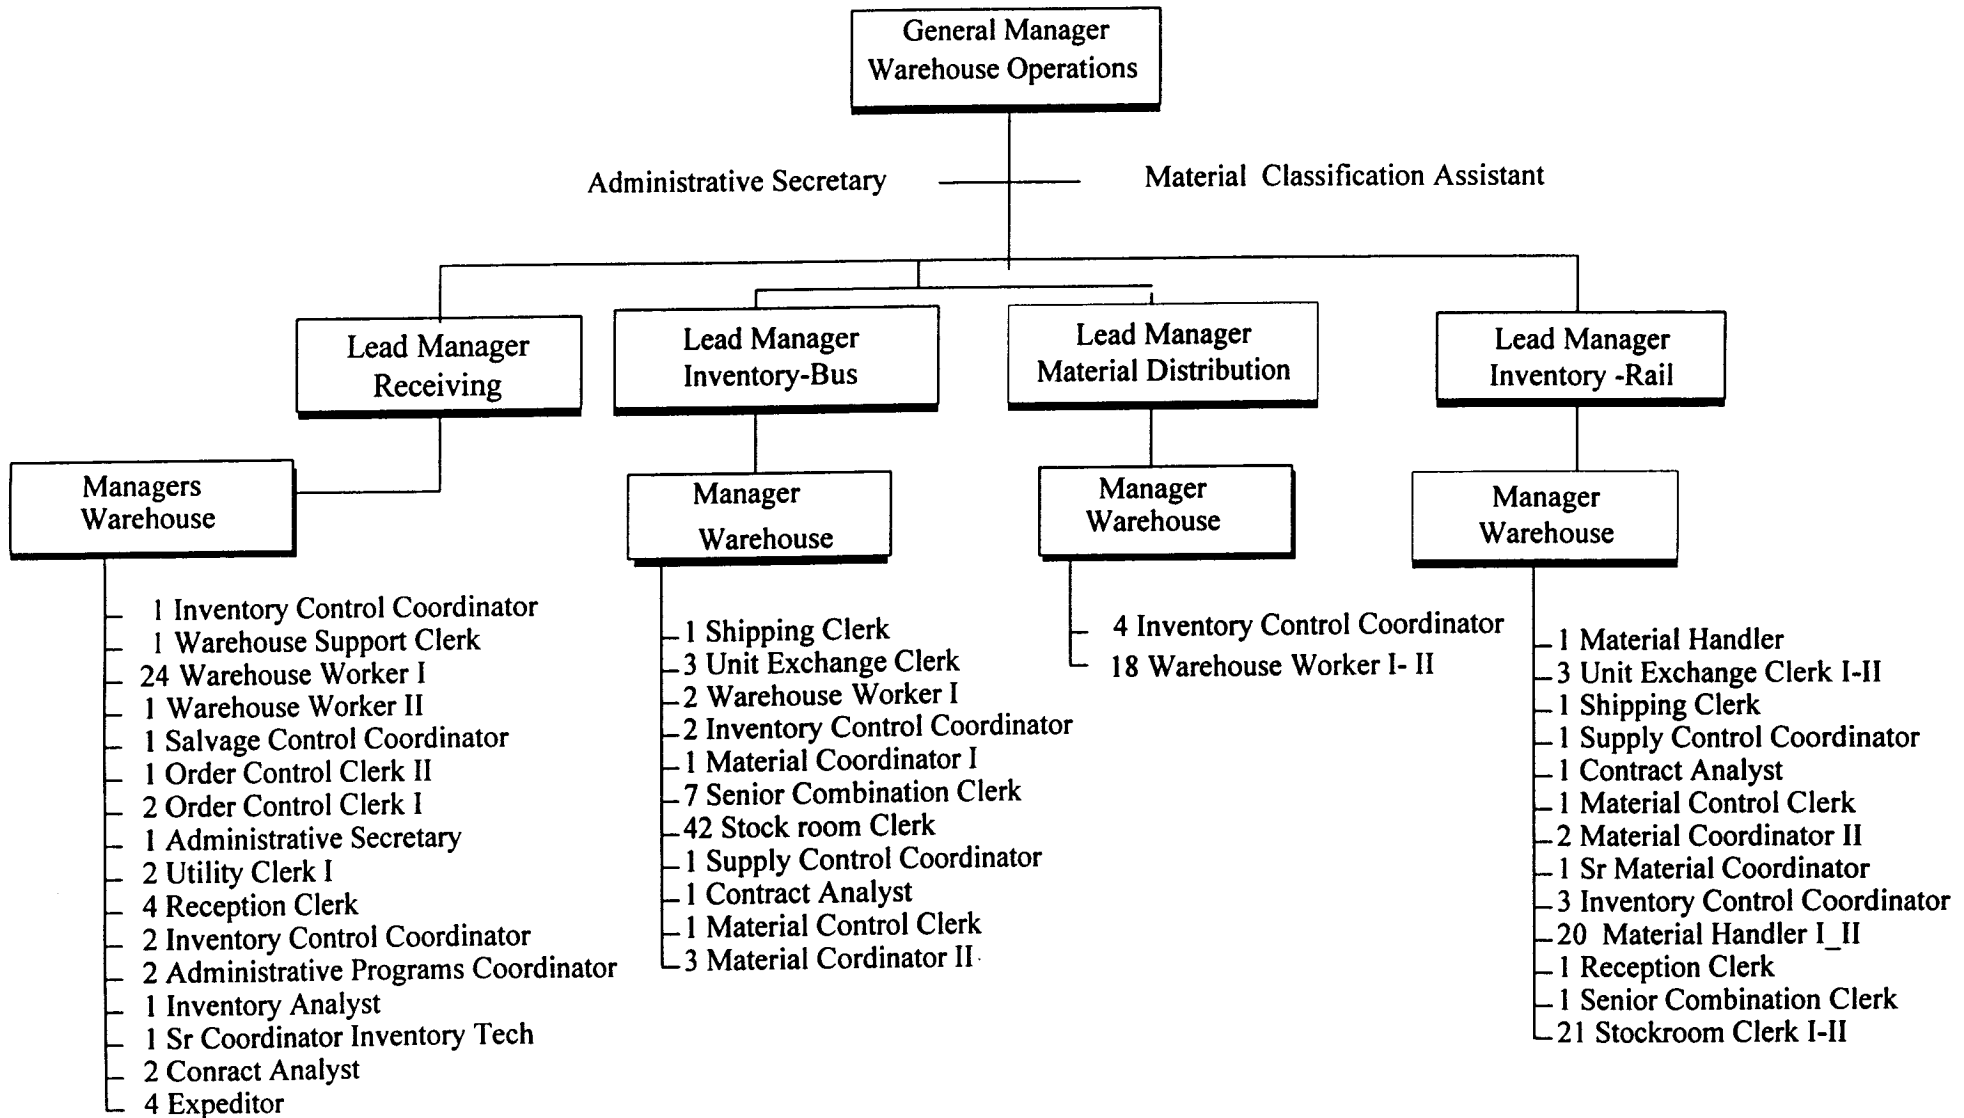 General Manager
Warehouse Operations
Administrative Secretary
Material Classification Assistant
Lead Manager
Receiving
Lead Manager
Inventory-Bus
Lead Manager
Material Distribution
Lead Manager
Inventory -Rail
Managers
Warehouse
Manager
Warehouse
Manager
Warehouse
Manager
Warehouse
1 Inventory Control Coordinator
1 Warehouse Support Clerk
24 Warehouse Worker I
1 Warehouse Worker II
1 Salvage Control Coordinator
1 Order Control Clerk II
2 Order Control Clerk I
1 Administrative Secretary
2 Utility Clerk I
4 Reception Clerk
2 Inventory Control Coordinator
2 Administrative Programs Coordinator
1 Inventory Analyst
1 Sr Coordinator Inventory Tech
2 Conract Analyst
4 Expeditor
1 Shipping Clerk
3 Unit Exchange Clerk
2 Warehouse Worker I
2 Inventory Control Coordinator
1 Material Coordinator I
7 Senior Combination Clerk
42 Stock room Clerk
1 Supply Control Coordinator
1 Contract Analyst
1 Material Control Clerk
3 Material Cordinator II
4 Inventory Control Coordinator
18 Warehouse Worker I- II
1 Material Handler
3 Unit Exchange Clerk I-II
1 Shipping Clerk
1 Supply Control Coordinator
1 Contract Analyst
1 Material Control Clerk
2 Material Coordinator II
1 Sr Material Coordinator
3 Inventory Control Coordinator
20 Material Handler I_II
1 Reception Clerk
1 Senior Combination Clerk
21 Stockroom Clerk I-II